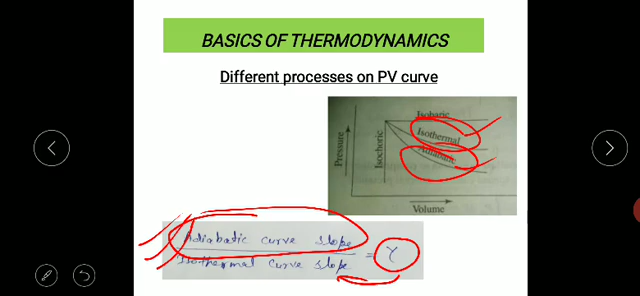 BASICS OF THERMODYNAMICS
Different processes on PV curve
Isobaric
Isothermal
Adiabatic
Isochoric
Pressure
Volume
Adiabatic curve slope
Isothermal curve slope
= γ